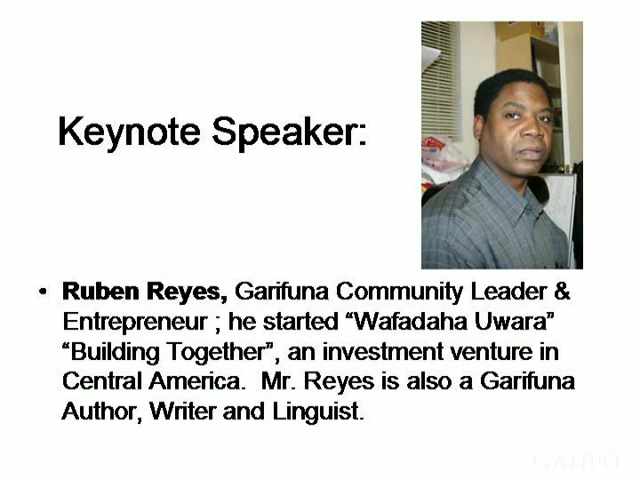 Keynote Speaker:
• Ruben Reyes, Garifuna Community Leader &
Entrepreneur ; he started “Wafadaha Uwara”
“Building Together”, an investment venture in
Central America.  Mr. Reyes is also a Garifuna
Author, Writer and Linguist.